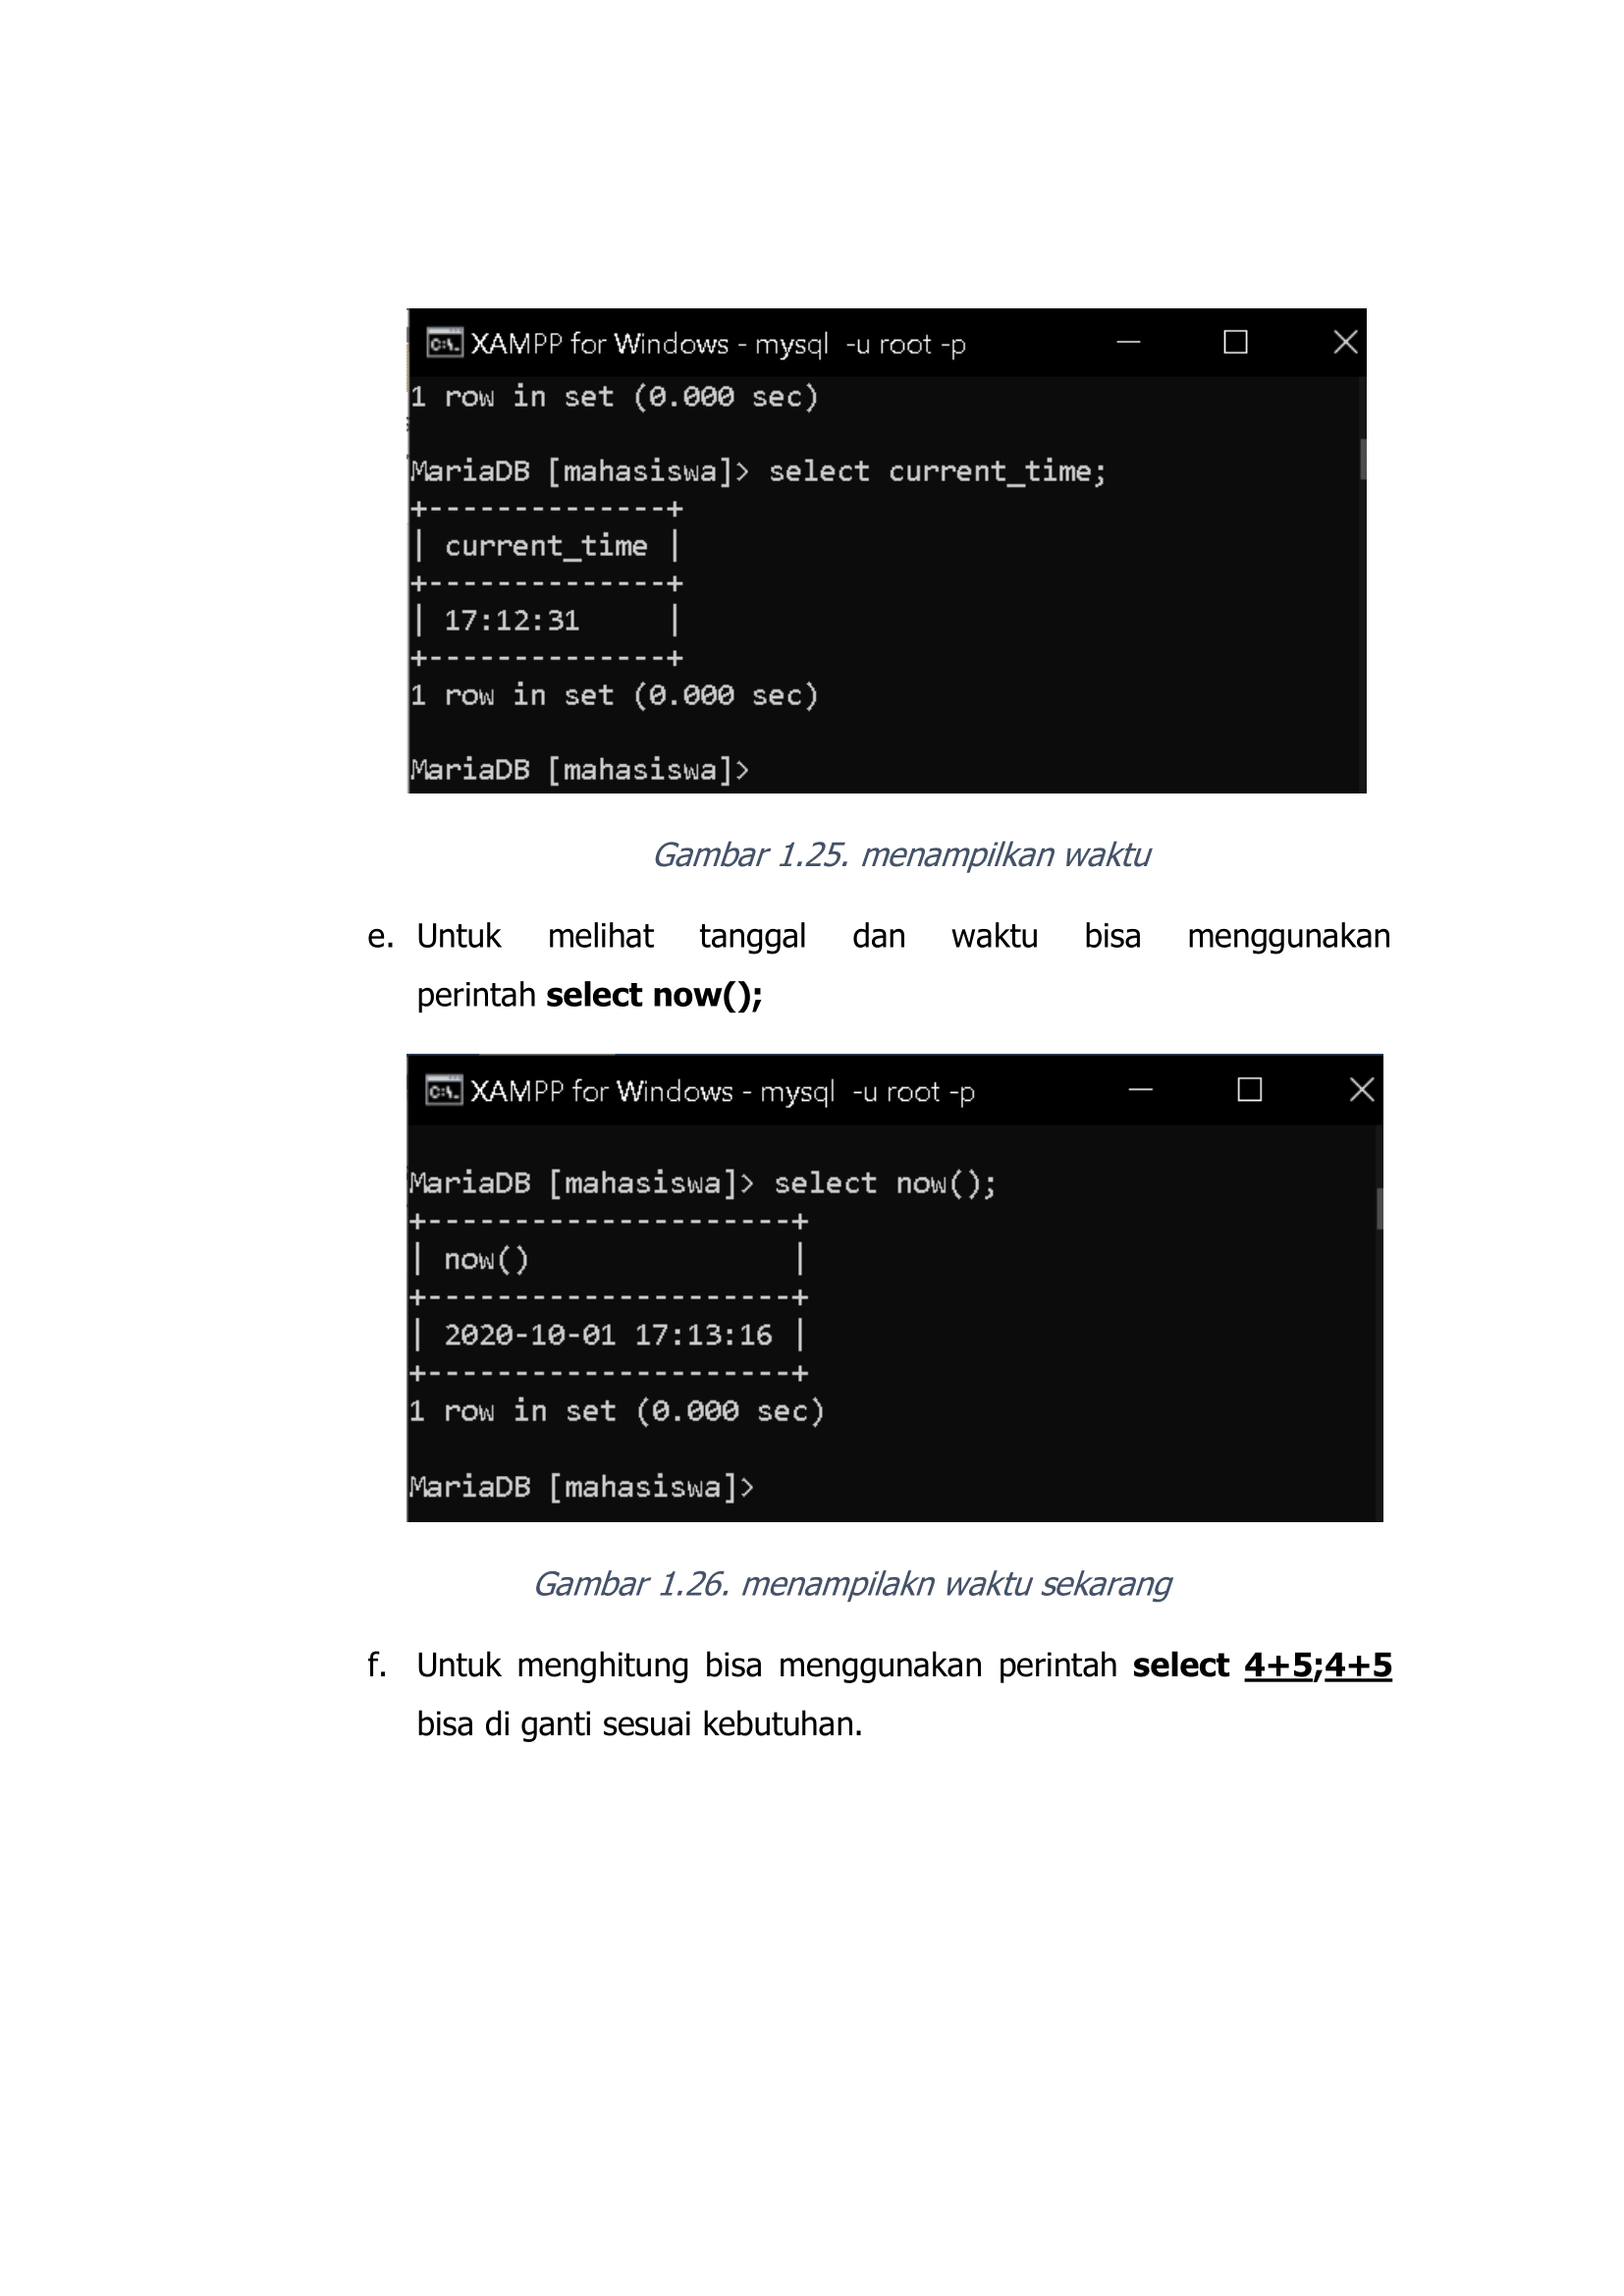 XAMPP for Windows - mysql -u root -p
1 row in set (0.000 sec)
MariaDB [mahasiswa]> select current_time;
+--------------+
| current_time |
+--------------+
| 17:12:31     |
+--------------+
1 row in set (0.000 sec)
MariaDB [mahasiswa]>
Gambar 1.25. menampilkan waktu
e. Untuk melihat tanggal dan waktu bisa menggunakan
perintah select now();
XAMPP for Windows - mysql -u root -p
MariaDB [mahasiswa]> select now();
+---------------------+
| now()               |
+---------------------+
| 2020-10-01 17:13:16 |
+---------------------+
1 row in set (0.000 sec)
MariaDB [mahasiswa]>
Gambar 1.26. menampilakn waktu sekarang
f. Untuk menghitung bisa menggunakan perintah select 4+5;4+5
bisa di ganti sesuai kebutuhan.